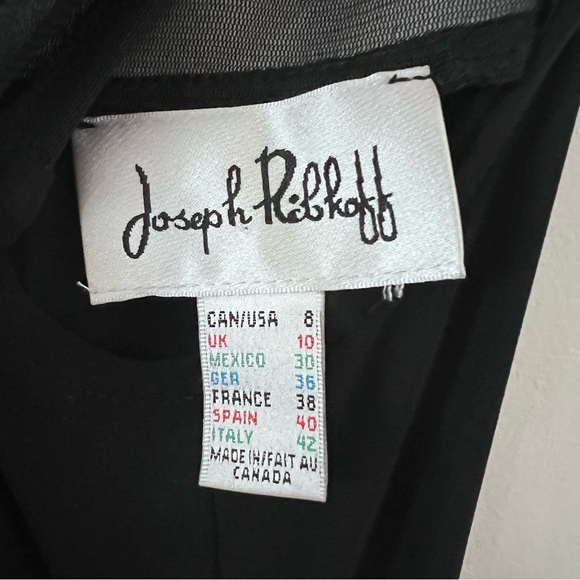 Joseph Ribkoff
CAN/USA 8
UK 10
MEXICO 30
GER 36
FRANCE 38
SPAIN 40
ITALY 42
MADE IN/FAIT AU
CANADA